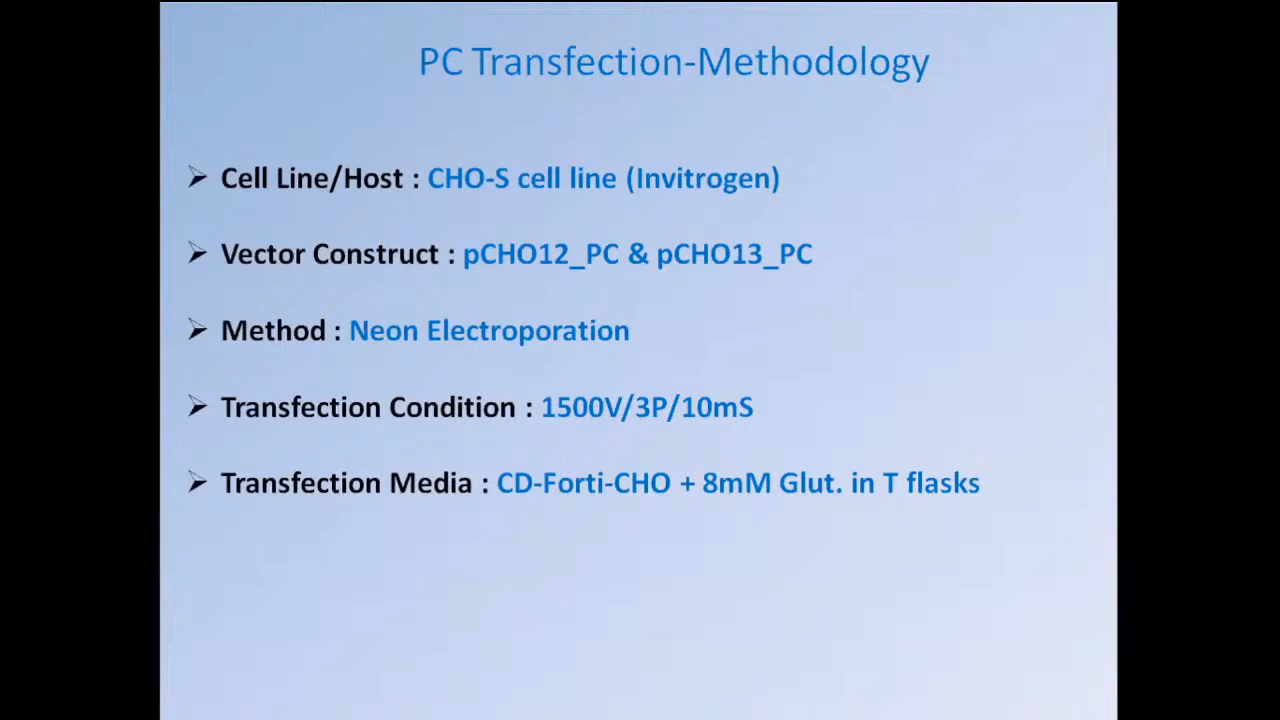 PC Transfection-Methodology
➢ Cell Line/Host : CHO-S cell line (Invitrogen)
➢ Vector Construct : pCHO12_PC & pCHO13_PC
➢ Method : Neon Electroporation
➢ Transfection Condition : 1500V/3P/10mS
➢ Transfection Media : CD-Forti-CHO + 8mM Glut. in T flasks